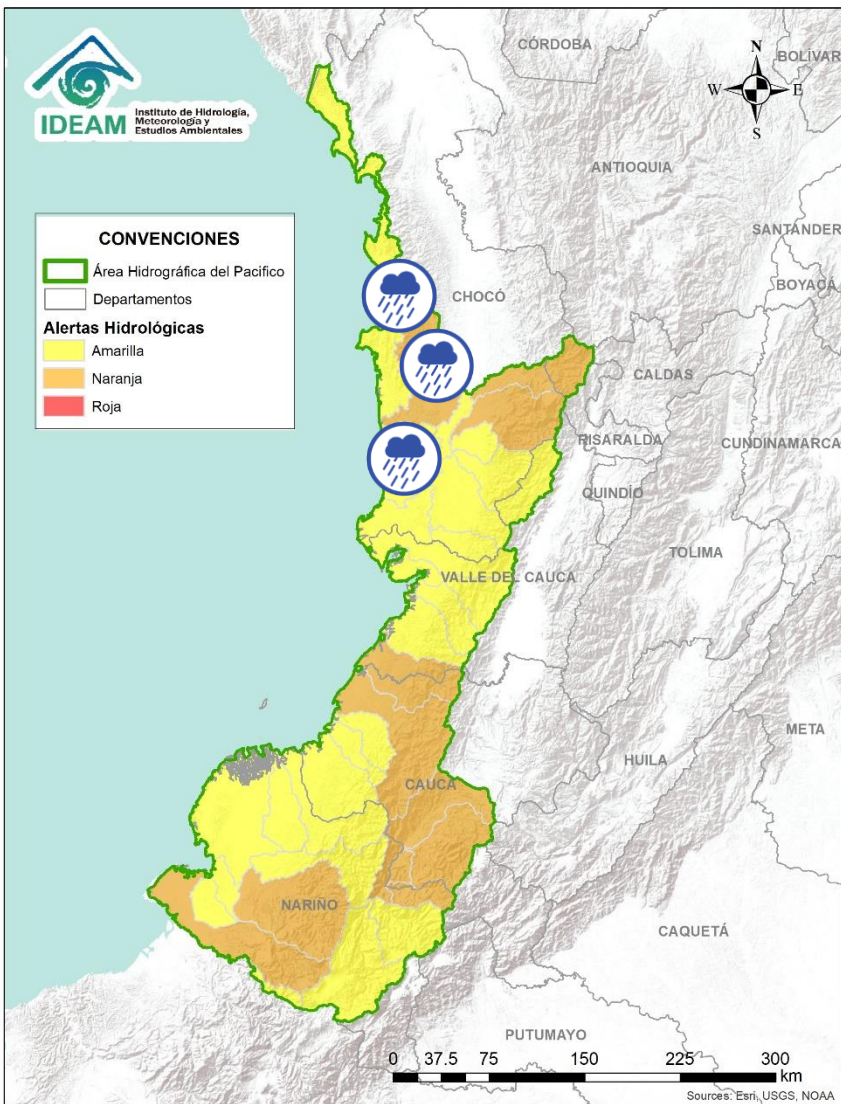 IDEAM
Instituto de Hidrología,
Meteorología y
Estudios Ambientales
CÓRDOBA
BOLÍVAR
N
W
E
S
ANTIOQUIA
SANTANDER
CONVENCIONES
Área Hidrográfica del Pacifico
Departamentos
Alertas Hidrológicas
Amarilla
Naranja
Roja
BOYACÁ
CHOCÓ
CALDAS
RISARALDA
CUNDINAMARCA
QUINDÍO
TOLIMA
VALLE DEL CAUCA
META
HUILA
CAUCA
NARIÑO
CAQUETÁ
PUTUMAYO
0 37.5 75 150 225 300
km
Sources: Esri, USGS, NOAA